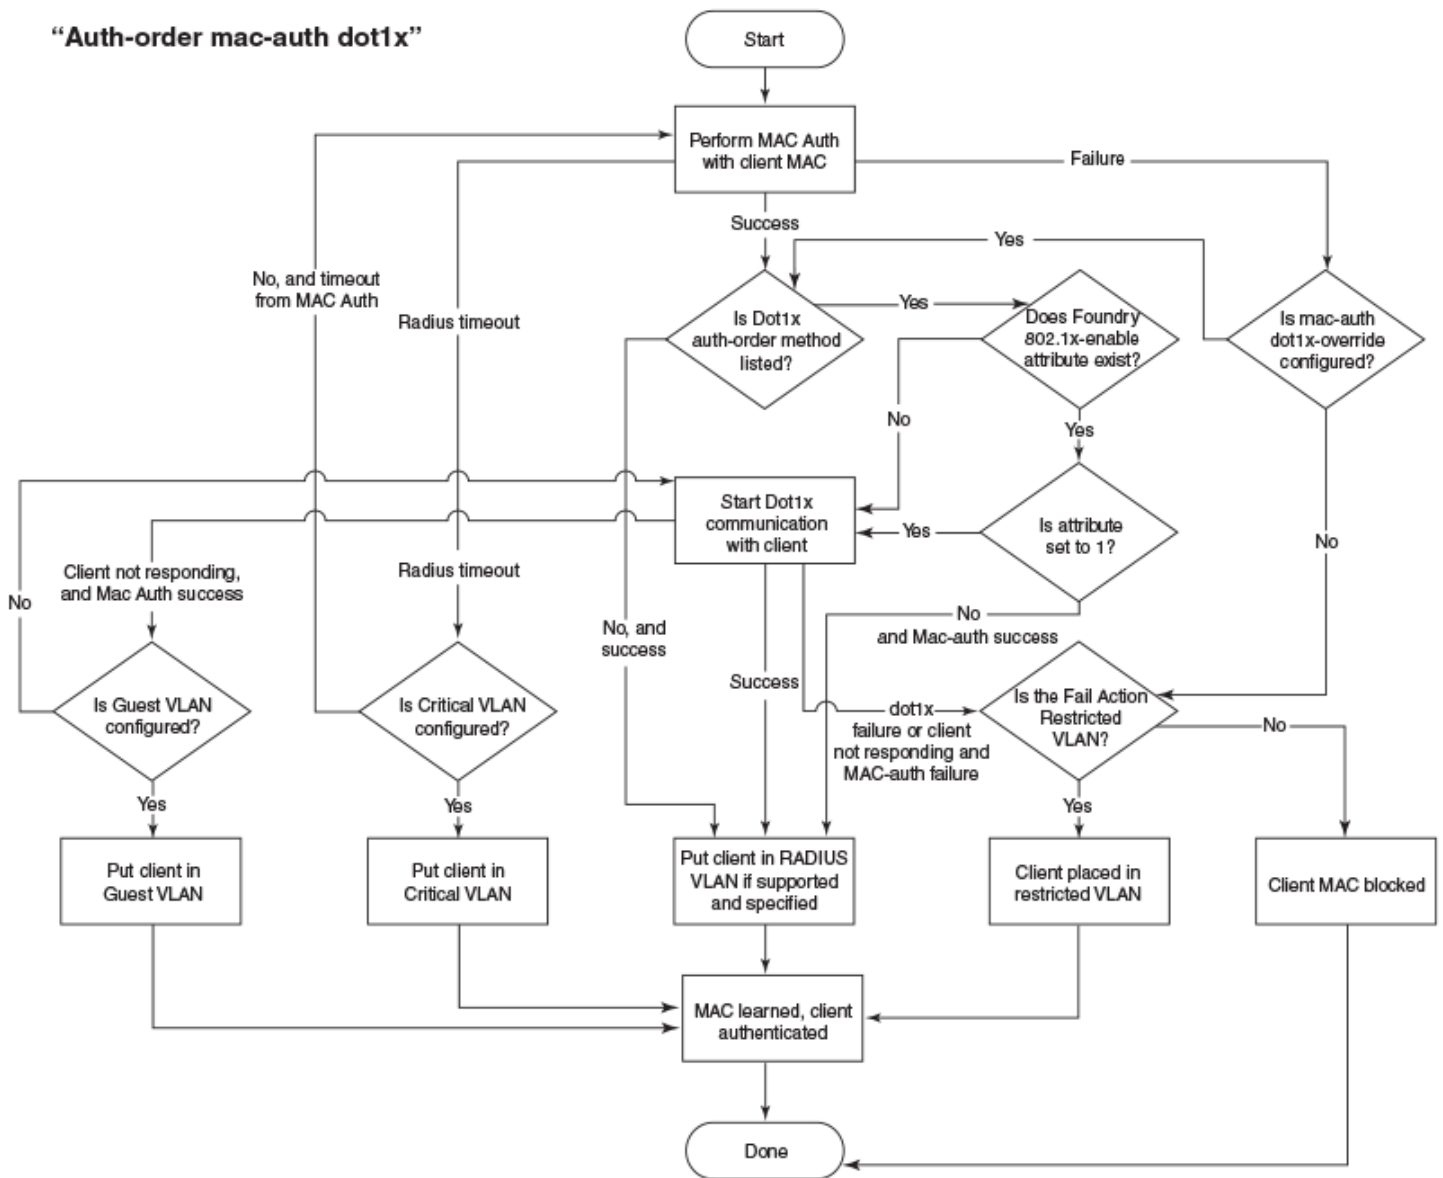 “Auth-order mac-auth dot1x”
Start
Perform MAC Auth
with client MAC
Failure
Success
Yes
No, and timeout
from MAC Auth
Radius timeout
Yes
Is Dot1x
auth-order method
listed?
Does Foundry
802.1x-enable
attribute exist?
Is mac-auth
dot1x-override
configured?
No
Yes
Start Dot1x
communication
with client
Yes
Is attribute
set to 1?
No
Client not responding,
and Mac Auth success
Radius timeout
No
No, and
success
No
and Mac-auth success
Is Guest VLAN
configured?
Is Critical VLAN
configured?
Success
dot1x
failure or client
not responding and
MAC-auth failure
Is the Fail Action
Restricted
VLAN?
No
Yes
Yes
Yes
Put client in
Guest VLAN
Put client in
Critical VLAN
Put client in RADIUS
VLAN if supported
and specified
Client placed in
restricted VLAN
Client MAC blocked
MAC learned, client
authenticated
Done